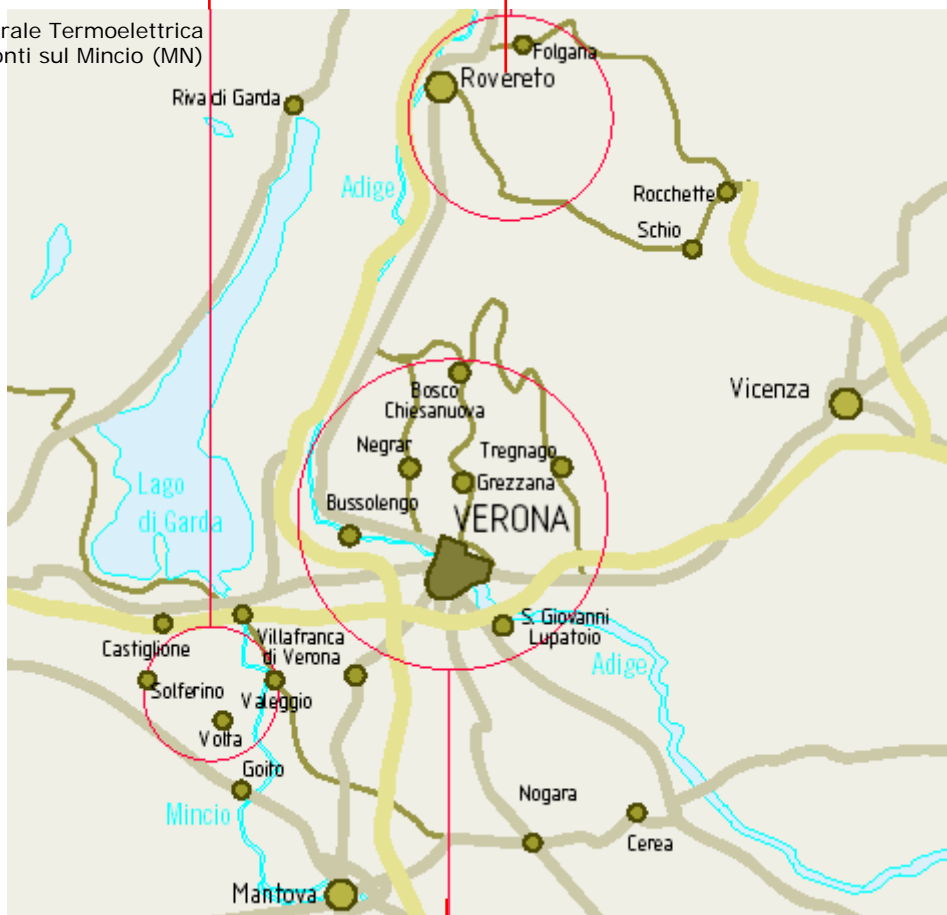 rale Termoelettrica
onti sul Mincio (MN)
Folgaria
Rovereto
Riva di Garda
Adige
Rocchette
Schio
Vicenza
Bosco
Chiesanuova
Negrar
Tregnago
Grezzana
Bussolengo
VERONA
Lago
di Garda
S. Giovanni
Lupatoio
Castiglione
Villafranca
di Verona
Adige
Solferino
Valeggio
Volta
Goito
Mincio
Nogara
Cerea
Mantova